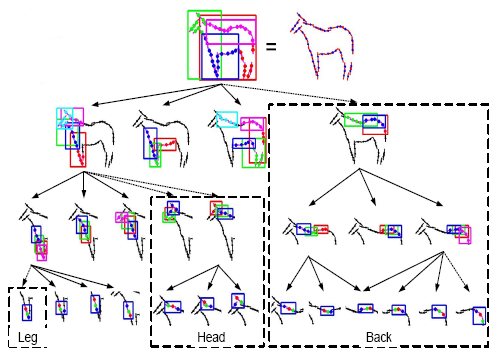 =
Leg
Head
Back